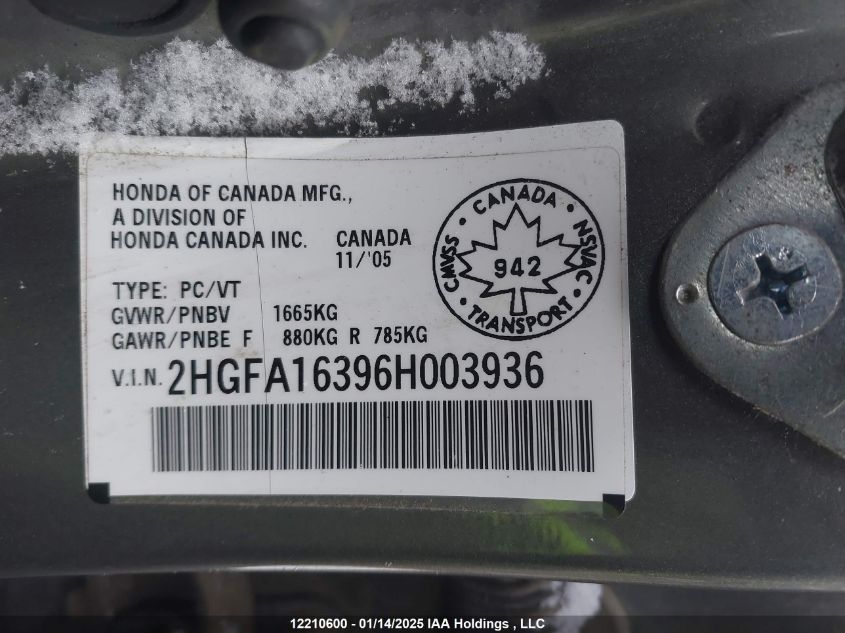 HONDA OF CANADA MFG.,
A DIVISION OF
HONDA CANADA INC. CANADA
11/'05
TYPE: PC/VT
GVWR/PNBV 1665KG
GAWR/PNBE F 880KG R 785KG
V.I.N. 2HGFA16396H003936
• CANADA •
CMVSS
942
NSVAC
• TRANSPORT •
12210600 - 01/14/2025 IAA Holdings , LLC